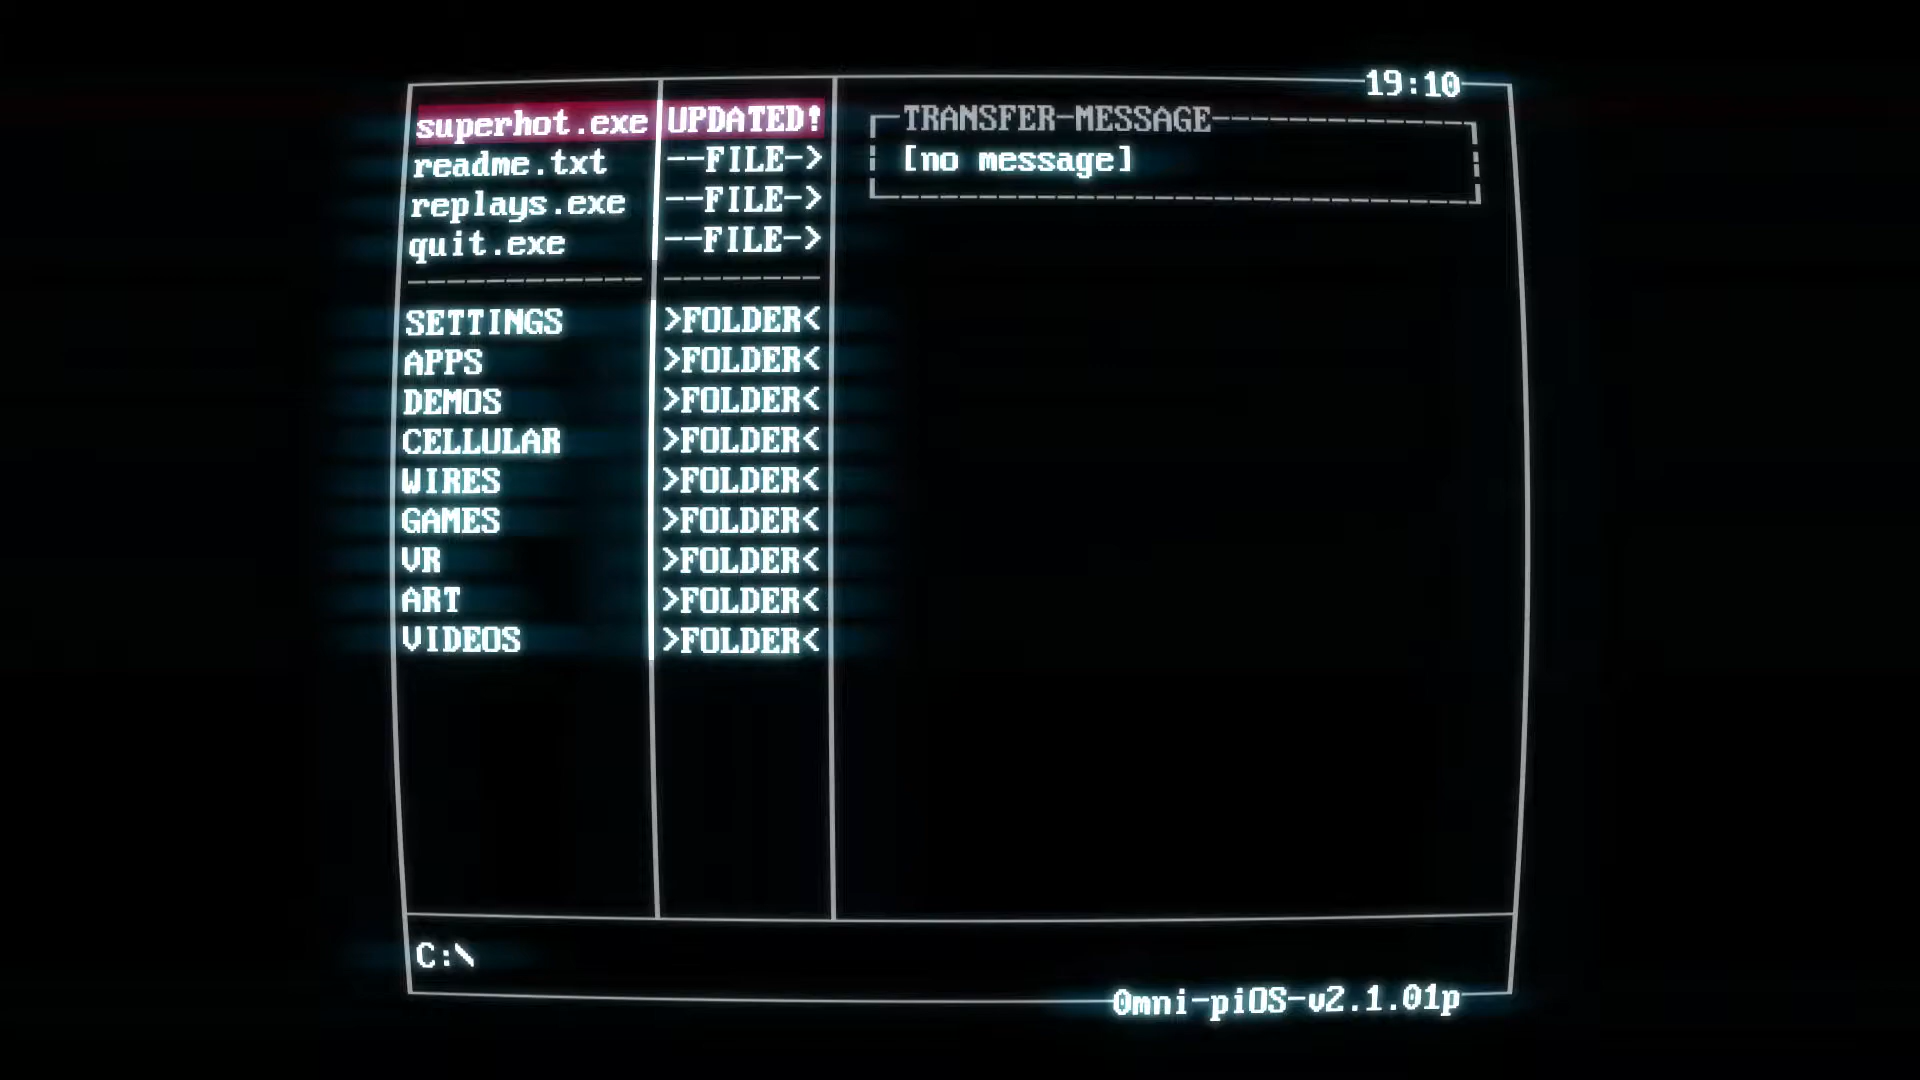 19:10
superhot.exe UPDATED!
readme.txt --FILE->
replays.exe --FILE->
quit.exe --FILE->
SETTINGS >FOLDER<
APPS >FOLDER<
DEMOS >FOLDER<
CELLULAR >FOLDER<
WIRES >FOLDER<
GAMES >FOLDER<
VR >FOLDER<
ART >FOLDER<
VIDEOS >FOLDER<
TRANSFER-MESSAGE
[no message]
C:\
0mni-piOS-v2.1.01p